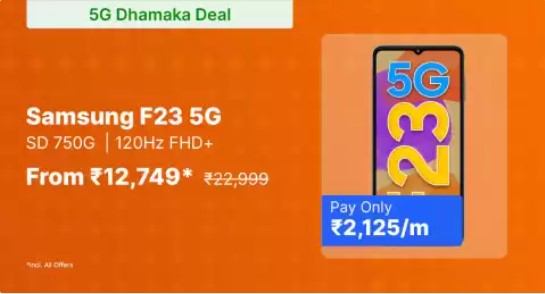 5G Dhamaka Deal
Samsung F23 5G
SD 750G | 120Hz FHD+
From ₹12,749* ₹22,999
*Incl. All Offers
5G
23
Pay Only
₹2,125/m